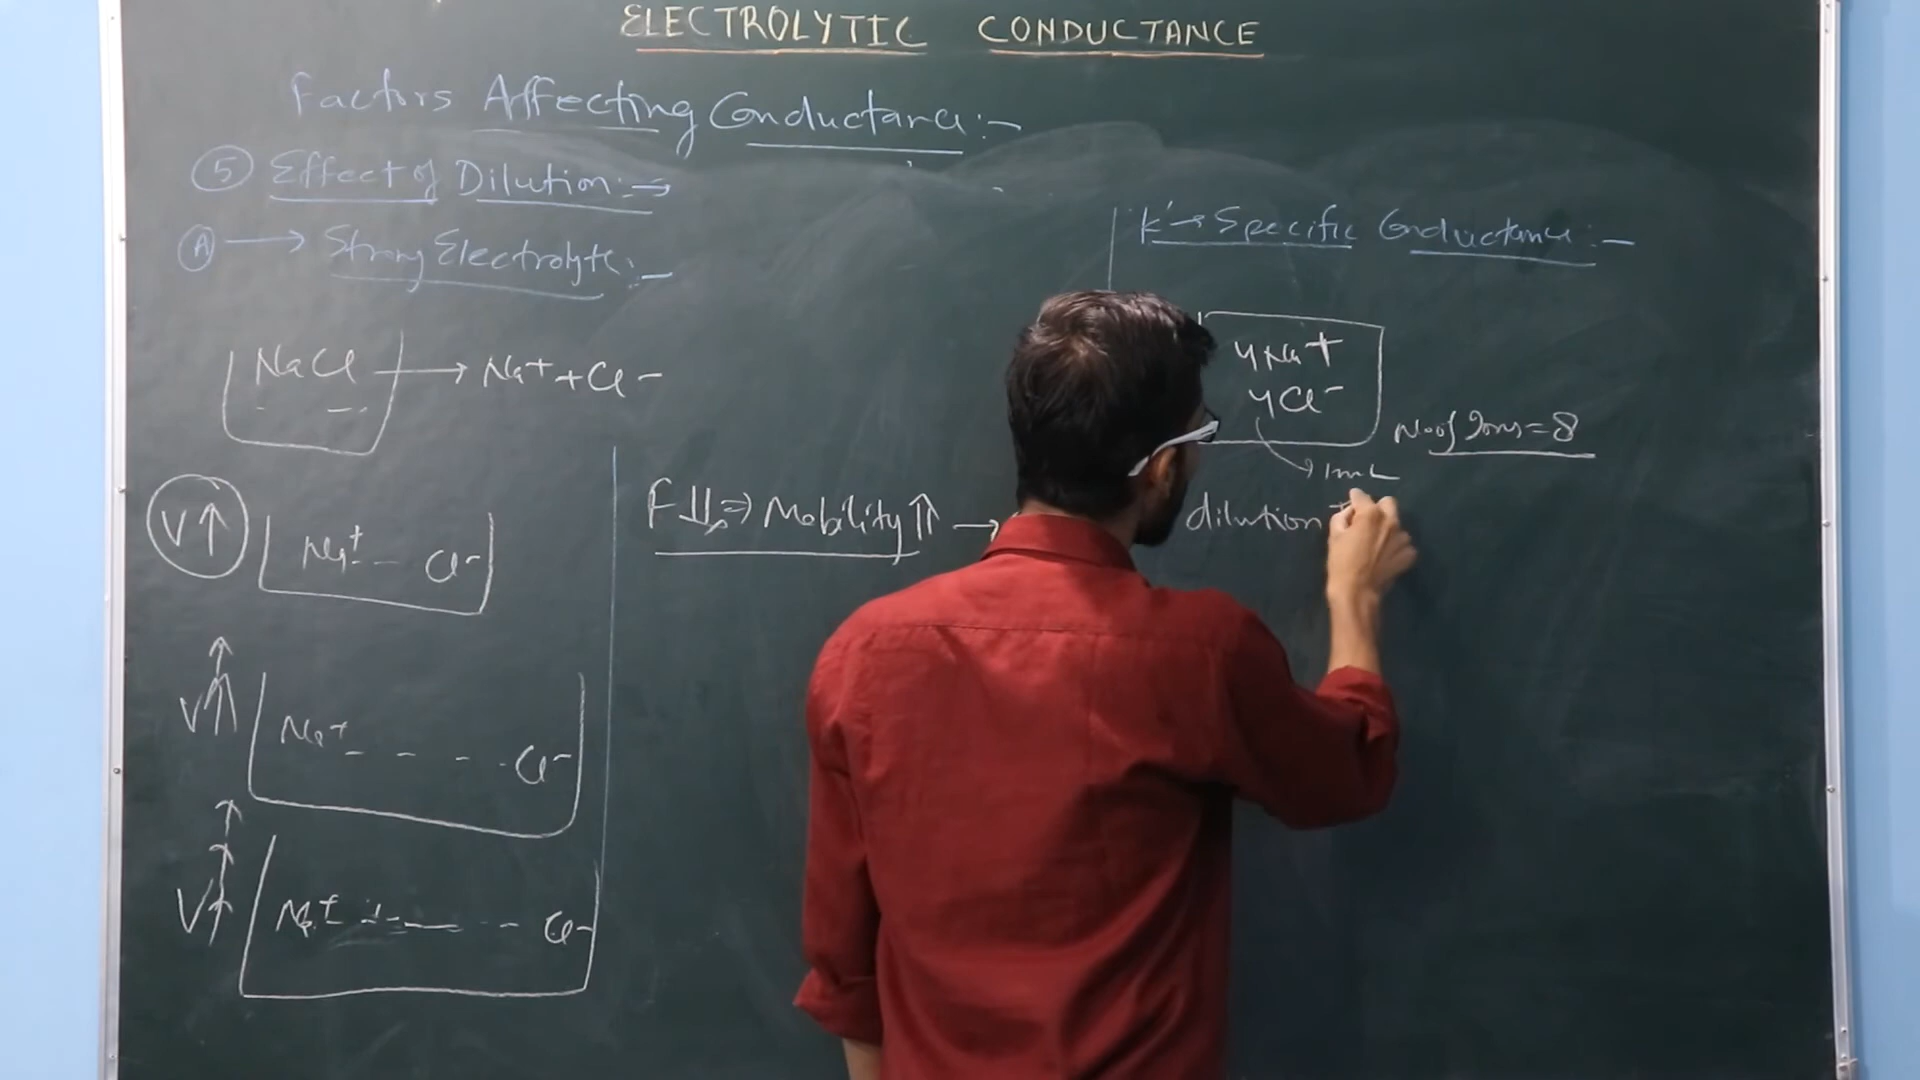 ELECTROLYTIC CONDUCTANCE
Factors Affecting Conductance:-
⑤ Effect of Dilution:→
Ⓐ → Strong Electrolyte:-
NaCl → Na+ + Cl-
V↑ Na+ - - Cl-
V↑↑ Na+ - - - - Cl-
V↑ Na+ Cl-
F↓↓ ⇒ Mobility ↑↑ →
K → Specific Conductance:-
4Na+
4Cl-
→ 1mL
No of Ions = 8
dilution